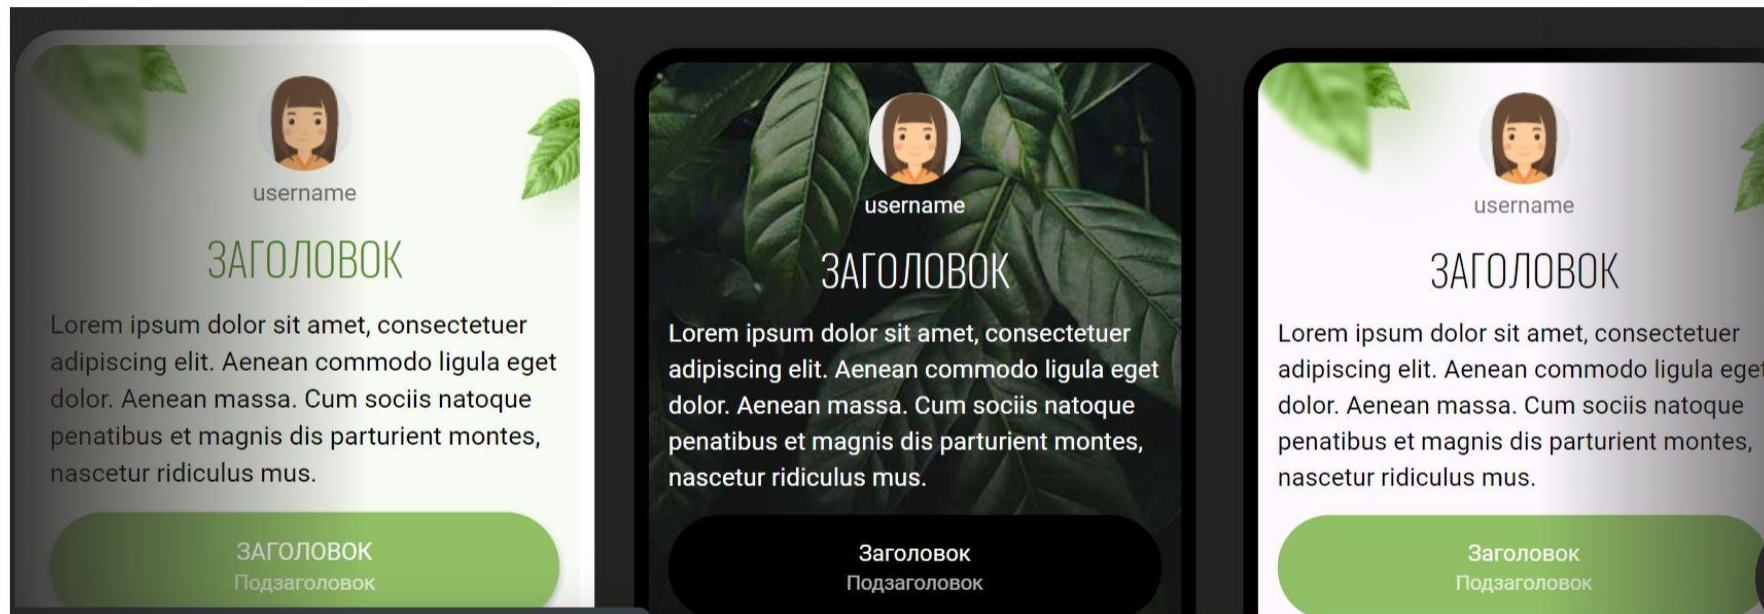 username
ЗАГОЛОВОК
Lorem ipsum dolor sit amet, consectetuer
adipiscing elit. Aenean commodo ligula eget
dolor. Aenean massa. Cum sociis natoque
penatibus et magnis dis parturient montes,
nascetur ridiculus mus.
ЗАГОЛОВОК
Подзаголовок
username
ЗАГОЛОВОК
Lorem ipsum dolor sit amet, consectetuer
adipiscing elit. Aenean commodo ligula eget
dolor. Aenean massa. Cum sociis natoque
penatibus et magnis dis parturient montes,
nascetur ridiculus mus.
Заголовок
Подзаголовок
username
ЗАГОЛОВОК
Lorem ipsum dolor sit amet, consectetuer
adipiscing elit. Aenean commodo ligula eget
dolor. Aenean massa. Cum sociis natoque
penatibus et magnis dis parturient montes,
nascetur ridiculus mus.
Заголовок
Подзаголовок